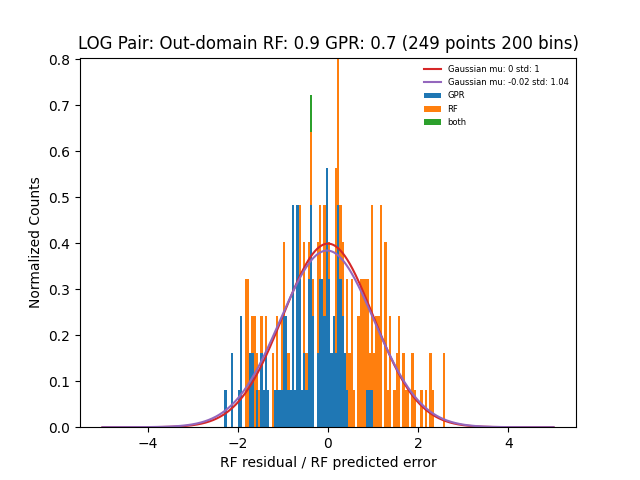 LOG Pair: Out-domain RF: 0.9 GPR: 0.7 (249 points 200 bins)
Gaussian mu: 0 std: 1
Gaussian mu: -0.02 std: 1.04
GPR
RF
both
Normalized Counts
0.8
0.7
0.6
0.5
0.4
0.3
0.2
0.1
0.0
−4 −2 0 2 4
RF residual / RF predicted error